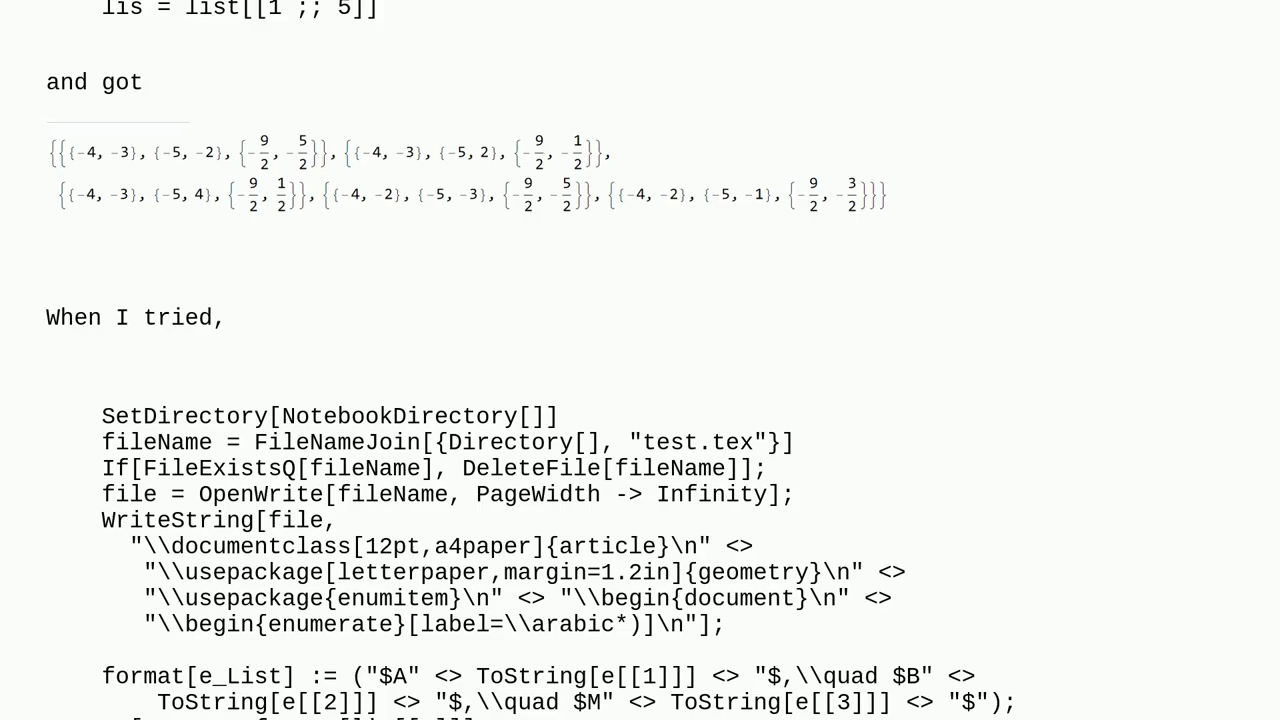 lis = list[[1 ;; 5]]
and got
{{{-4, -3}, {-5, -2}, {-9/2, -5/2}}, {{-4, -3}, {-5, 2}, {-9/2, -1/2}},
{{-4, -3}, {-5, 4}, {-9/2, 1/2}}, {{-4, -2}, {-5, -3}, {-9/2, -5/2}}, {{-4, -2}, {-5, -1}, {-9/2, -3/2}}}
When I tried,
SetDirectory[NotebookDirectory[]]
fileName = FileNameJoin[{Directory[], "test.tex"}]
If[FileExistsQ[fileName], DeleteFile[fileName]];
file = OpenWrite[fileName, PageWidth -> Infinity];
WriteString[file,
"\\documentclass[12pt,a4paper]{article}\n" <>
"\\usepackage[letterpaper,margin=1.2in]{geometry}\n" <>
"\\usepackage{enumitem}\n" <> "\\begin{document}\n" <>
"\\begin{enumerate}[label=\\arabic*)]\n"];
format[e_List] := ("$A" <> ToString[e[[1]]] <> "$,\\quad $B" <>
ToString[e[[2]]] <> "$,\\quad $M" <> ToString[e[[3]]] <> "$");